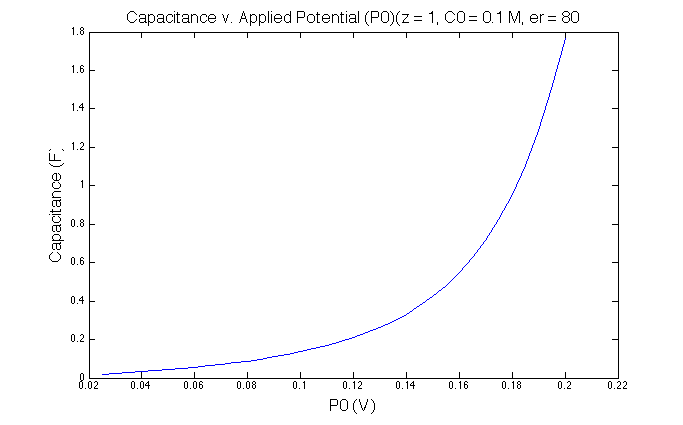 Capacitance v. Applied Potential (P0)(z = 1, C0 = 0.1 M, er = 80
1.8
1.6
1.4
1.2
1
0.8
0.6
0.4
0.2
0
Capacitance (F)
0.02 0.04 0.06 0.08 0.1 0.12 0.14 0.16 0.18 0.2 0.22
P0 (V)